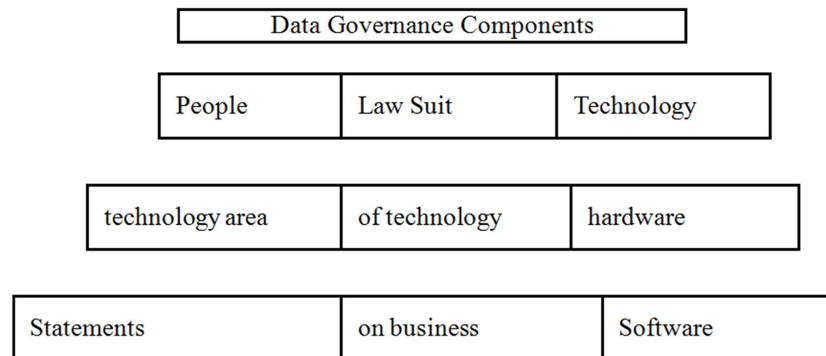 Data Governance Components
People Law Suit Technology
technology area of technology hardware
Statements on business Software